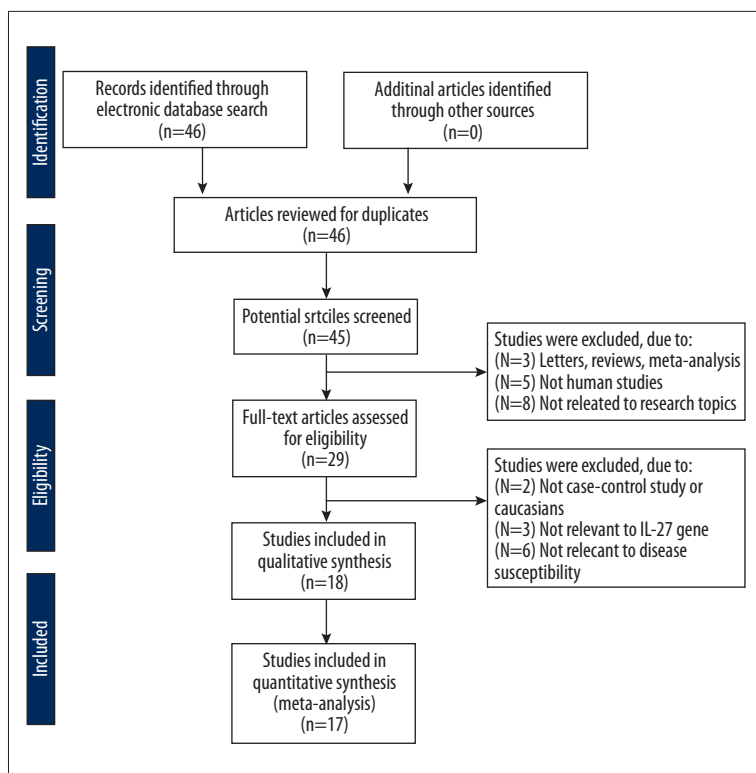 Identification
Records identified through
electronic database search
(n=46)
Additinal articles identified
through other sources
(n=0)
Articles reviewed for duplicates
(n=46)
Screening
Potential srtciles screened
(n=45)
Studies were excluded, due to:
(N=3) Letters, reviews, meta-analysis
(N=5) Not human studies
(N=8) Not releated to research topics
Eligibility
Full-text articles assessed
for eligibility
(n=29)
Studies were excluded, due to:
(N=2) Not case-control study or
caucasians
(N=3) Not relevant to IL-27 gene
(N=6) Not relecant to disease
susceptibility
Studies included in
qualitative synthesis
(n=18)
Included
Studies included in
quantitative synthesis
(meta-analysis)
(n=17)